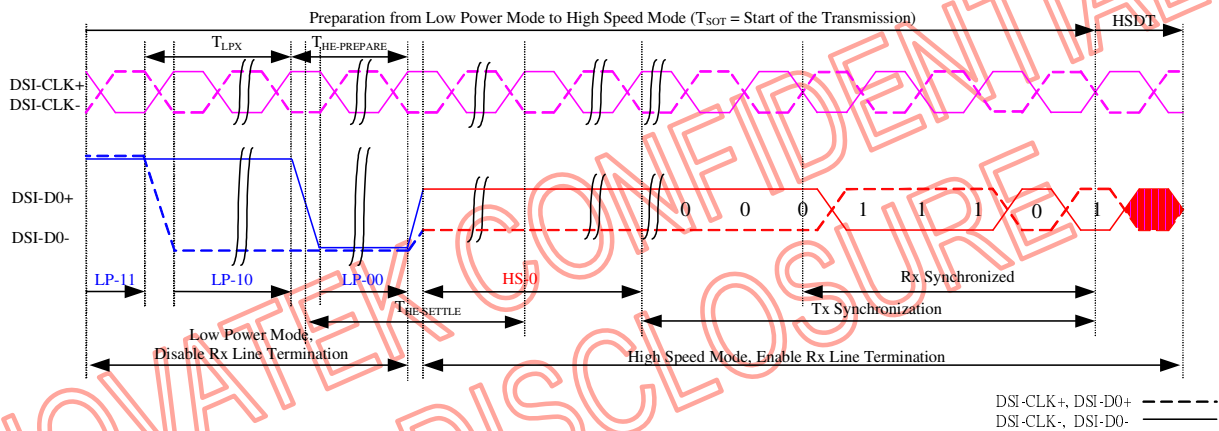 Preparation from Low Power Mode to High Speed Mode (TSOT = Start of the Transmission)
HSDT
TLPX
THE-PREPARE
DSI-CLK+
DSI-CLK-
DSI-D0+
DSI-D0-
0 0 0 1 1 1 0 1
LP-11
LP-10
LP-00
HS-0
Rx Synchronized
THE-SETTLE
Tx Synchronization
Low Power Mode,
Disable Rx Line Termination
High Speed Mode, Enable Rx Line Termination
DSI-CLK+, DSI-D0+
DSI-CLK-, DSI-D0-
NOVATEK CONFIDENTIAL
DISCLOSURE